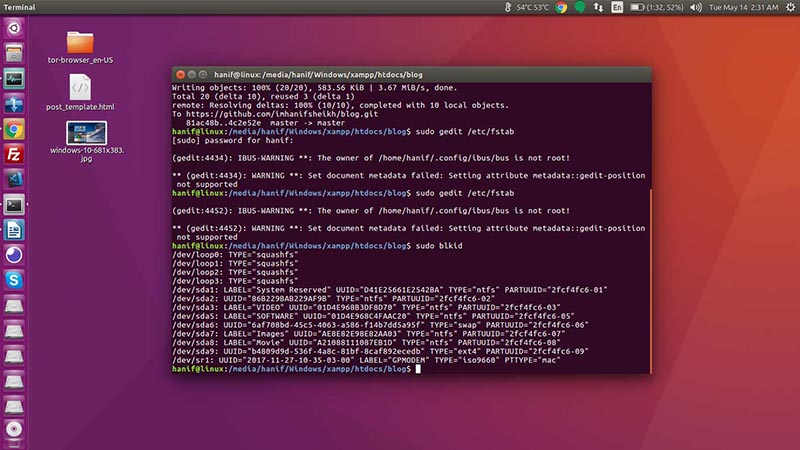 Terminal
54°C 53°C
En
(1:32, 52%)
Tue May 14 2:31 AM
tor-browser_en-US
post_template.html
windows-10-681x383.
jpg
hanif@linux: /media/hanif/Windows/xampp/htdocs/blog
Writing objects: 100% (20/20), 583.56 KiB | 3.67 MiB/s, done.
Total 20 (delta 10), reused 3 (delta 1)
remote: Resolving deltas: 100% (10/10), completed with 10 local objects.
To https://github.com/imhanifsheikh/blog.git
81ac48b..4c2e52e master -> master
hanif@linux:/media/hanif/Windows/xampp/htdocs/blog$ sudo gedit /etc/fstab
[sudo] password for hanif:
(gedit:4434): IBUS-WARNING **: The owner of /home/hanif/.config/ibus/bus is not root!
** (gedit:4434): WARNING **: Set document metadata failed: Setting attribute metadata::gedit-position
not supported
hanif@linux:/media/hanif/Windows/xampp/htdocs/blog$ sudo gedit /etc/fstab
(gedit:4452): IBUS-WARNING **: The owner of /home/hanif/.config/ibus/bus is not root!
** (gedit:4452): WARNING **: Set document metadata failed: Setting attribute metadata::gedit-position
not supported
hanif@linux:/media/hanif/Windows/xampp/htdocs/blog$ sudo blkid
/dev/loop0: TYPE="squashfs"
/dev/loop1: TYPE="squashfs"
/dev/loop2: TYPE="squashfs"
/dev/loop3: TYPE="squashfs"
/dev/sda1: LABEL="System Reserved" UUID="D41E25661E2542BA" TYPE="ntfs" PARTUUID="2fcf4fc6-01"
/dev/sda2: UUID="86B229BAB229AF9B" TYPE="ntfs" PARTUUID="2fcf4fc6-02"
/dev/sda3: LABEL="VIDEO" UUID="01D4E968B3DF8D70" TYPE="ntfs" PARTUUID="2fcf4fc6-03"
/dev/sda5: LABEL="SOFTWARE" UUID="01D4E968C4FAAC20" TYPE="ntfs" PARTUUID="2fcf4fc6-05"
/dev/sda6: UUID="6af708bd-45c5-4063-a586-f14b7dd5a95f" TYPE="swap" PARTUUID="2fcf4fc6-06"
/dev/sda7: LABEL="Images" UUID="AE8E82E98E82AA03" TYPE="ntfs" PARTUUID="2fcf4fc6-07"
/dev/sda8: LABEL="Movie" UUID="A21088111087EB1D" TYPE="ntfs" PARTUUID="2fcf4fc6-08"
/dev/sda9: UUID="b4809d9d-536f-4a8c-81bf-8caf892ecedb" TYPE="ext4" PARTUUID="2fcf4fc6-09"
/dev/sr1: UUID="2017-11-27-10-35-03-00" LABEL="GPMODEM" TYPE="iso9660" PTTYPE="mac"
hanif@linux:/media/hanif/Windows/xampp/htdocs/blog$